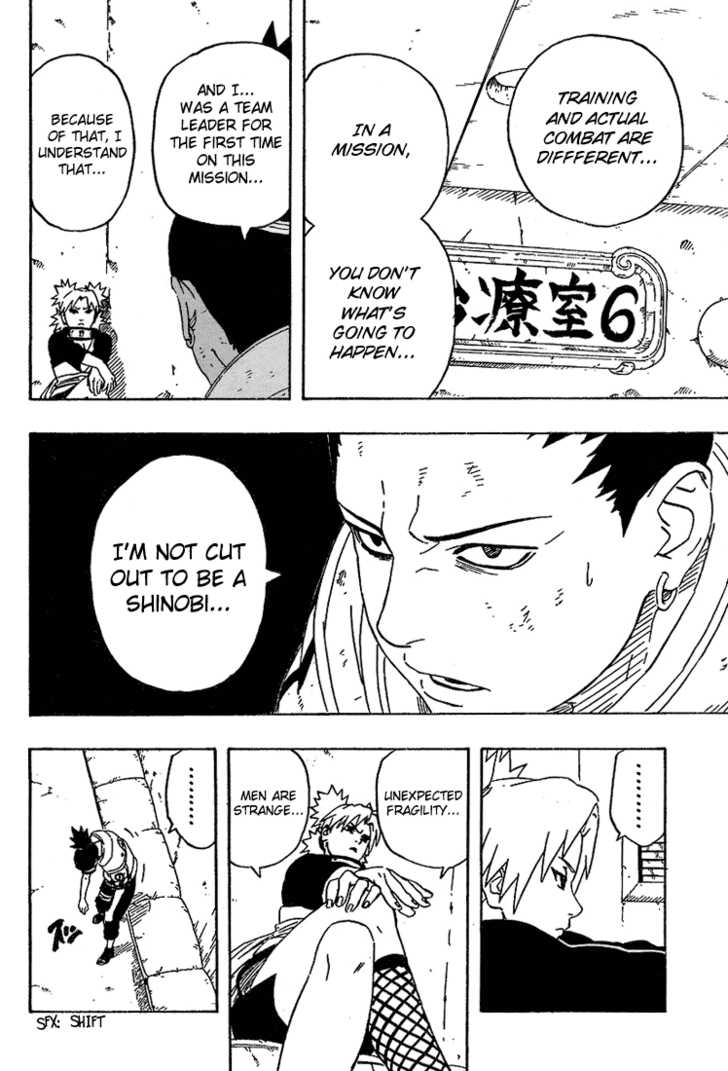 TRAINING
AND ACTUAL
COMBAT ARE
DIFFFERENT...
IN A
MISSION,
YOU DON'T
KNOW
WHAT'S
GOING TO
HAPPEN...
療室6
AND I...
WAS A TEAM
LEADER FOR
THE FIRST TIME
ON THIS
MISSION...
BECAUSE
OF THAT, I
UNDERSTAND
THAT...
I'M NOT CUT
OUT TO BE A
SHINOBI...
........
UNEXPECTED
FRAGILITY...
MEN ARE
STRANGE...
........
ズッ
SFX: SHIFT